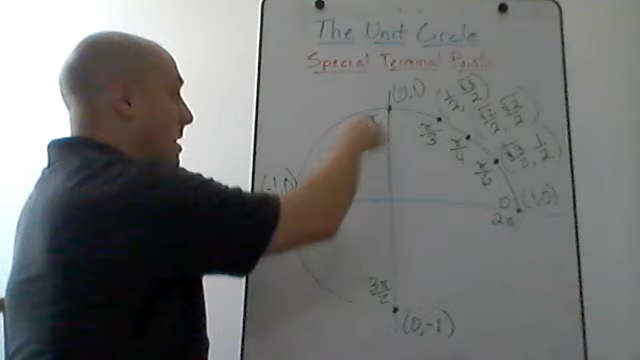 The Unit Circle
Special Terminal Points
(0,1)
(1/2, √3/2)
(√2/2, √2/2)
(√3/2, 1/2)
π/3
π/4
π/6
(-1,0)
0
2π
(1,0)
3π/2
(0,-1)